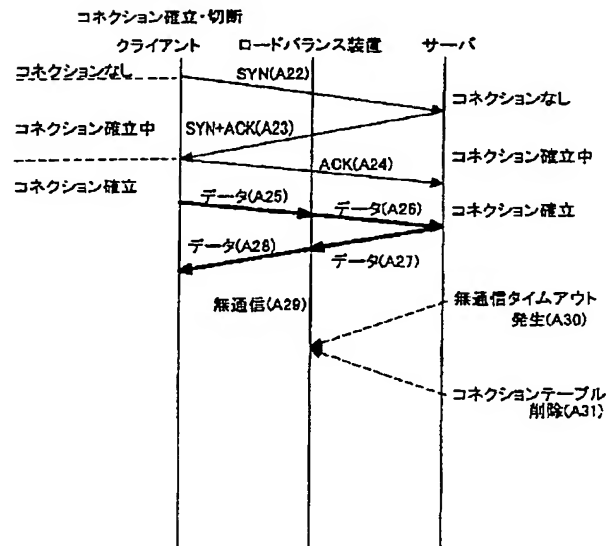 コネクション確立・切断
クライアント ロードバランス装置 サーバ
コネクションなし
SYN(A22)
コネクションなし
コネクション確立中
SYN+ACK(A23)
ACK(A24)
コネクション確立中
コネクション確立
データ(A25)
データ(A26)
コネクション確立
データ(A28)
データ(A27)
無通信(A29)
無通信タイムアウト
発生(A30)
コネクションテーブル
削除(A31)